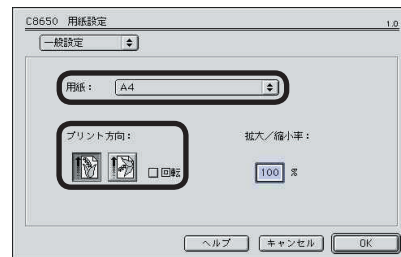 C8650 用紙設定 1.0
一般設定
用紙： A4
プリント方向： 拡大／縮小率：
回転 100 %
ヘルプ キャンセル OK